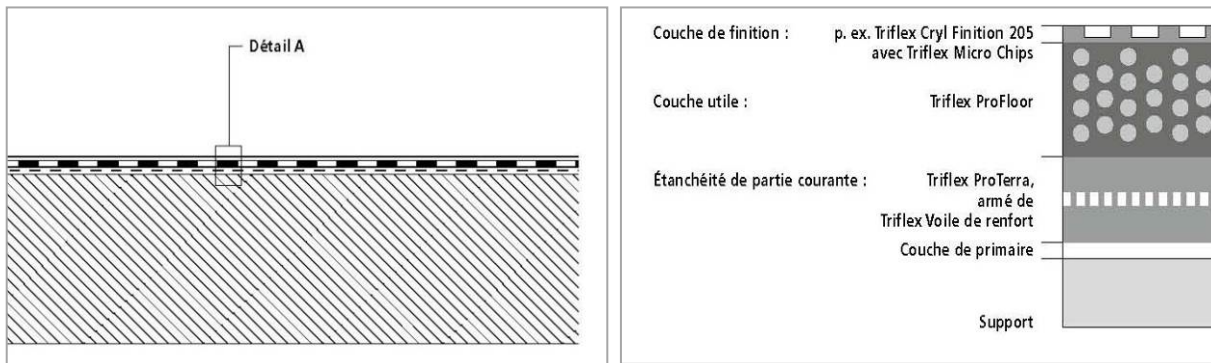 Détail A
Couche de finition : p. ex. Triflex Cryl Finition 205
avec Triflex Micro Chips
Couche utile : Triflex ProFloor
Étanchéité de partie courante : Triflex ProTerra,
armé de
Triflex Voile de renfort
Couche de primaire
Support